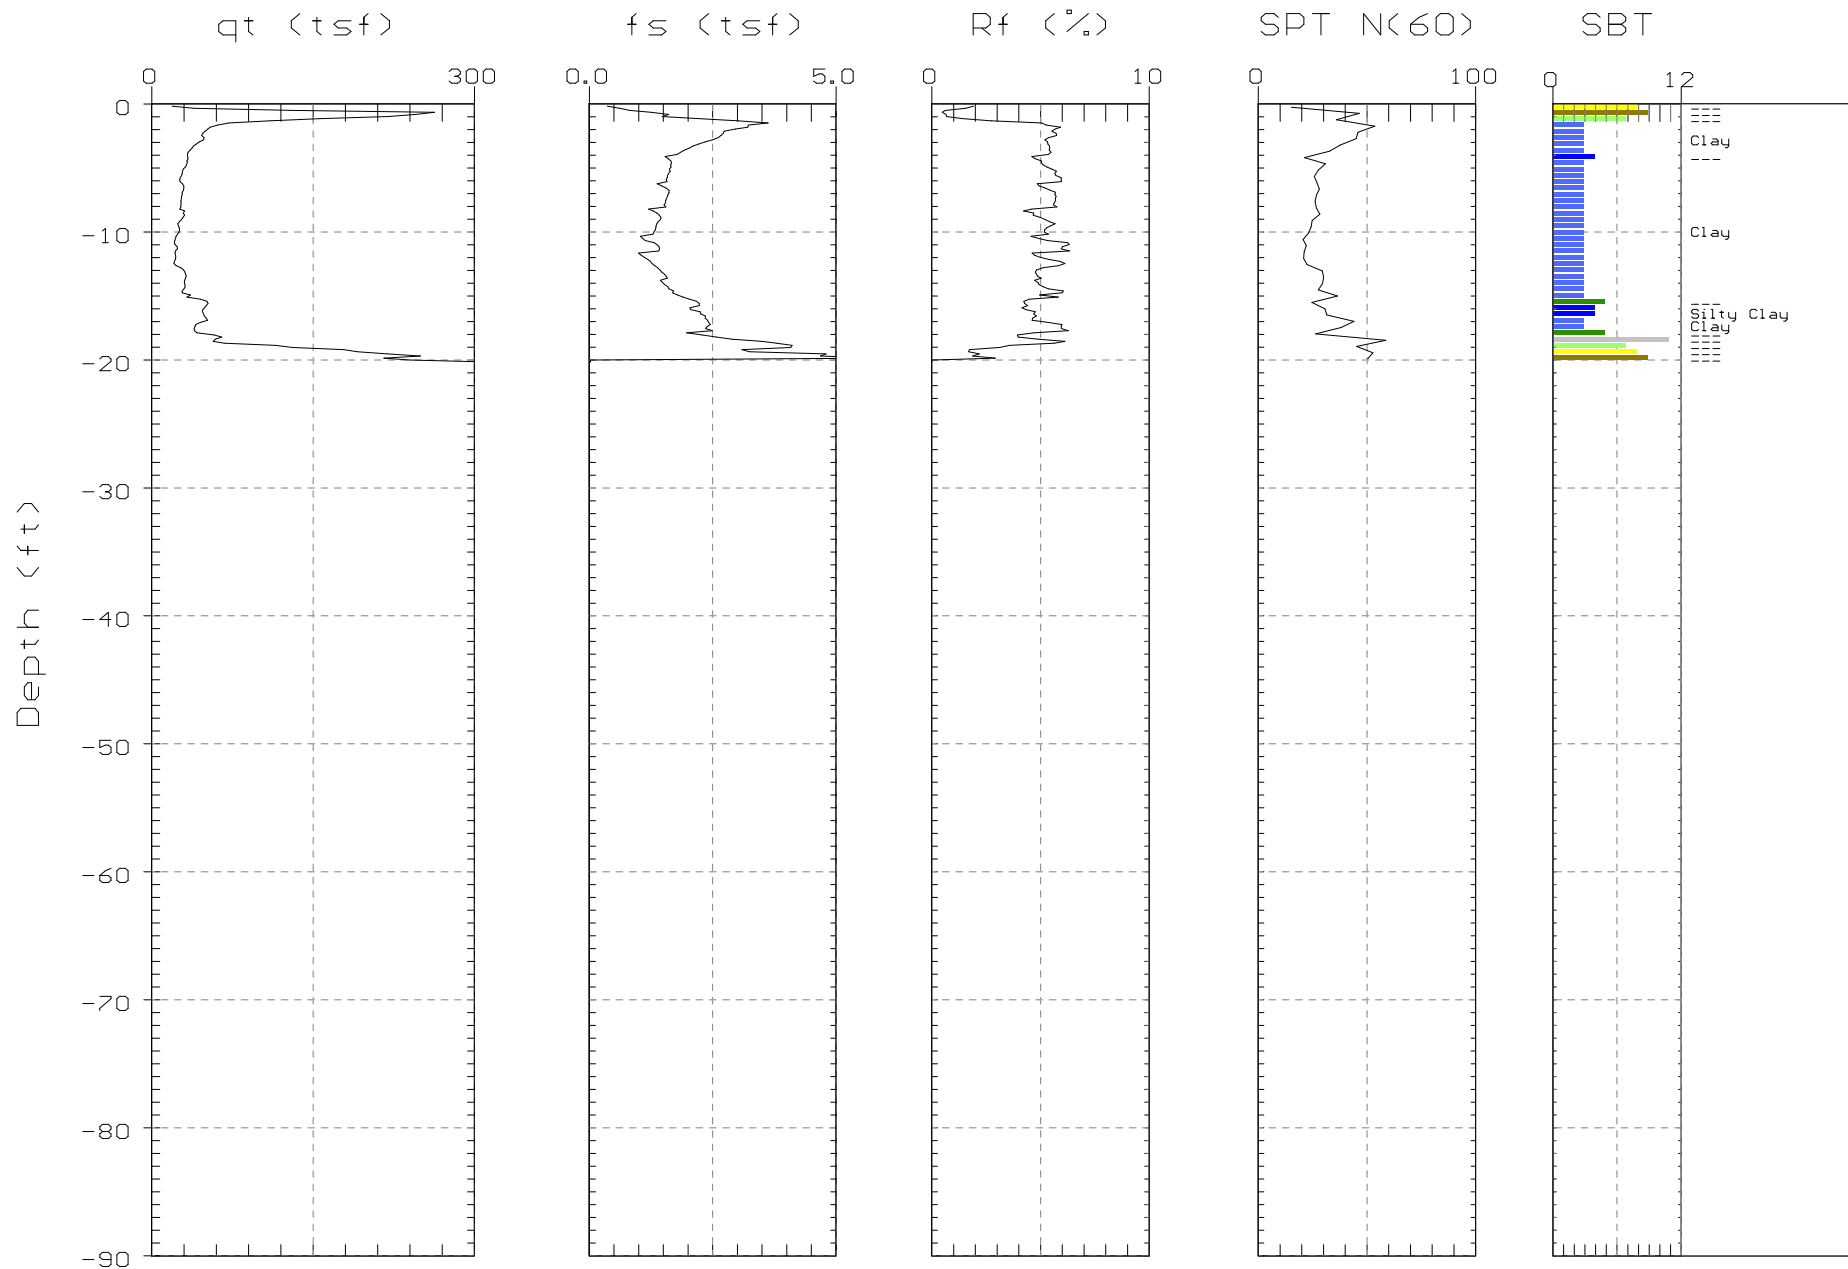 qt (tsf) fs (tsf) Rf (%) SPT N(60) SBT
0 300 0.0 5.0 0 10 0 100 0 12
0
-10
-20
-30
-40
-50
-60
-70
-80
-90
Depth (ft)
---
---
---
Clay
---
Clay
---
Silty Clay
Clay
---
---
---
---
---